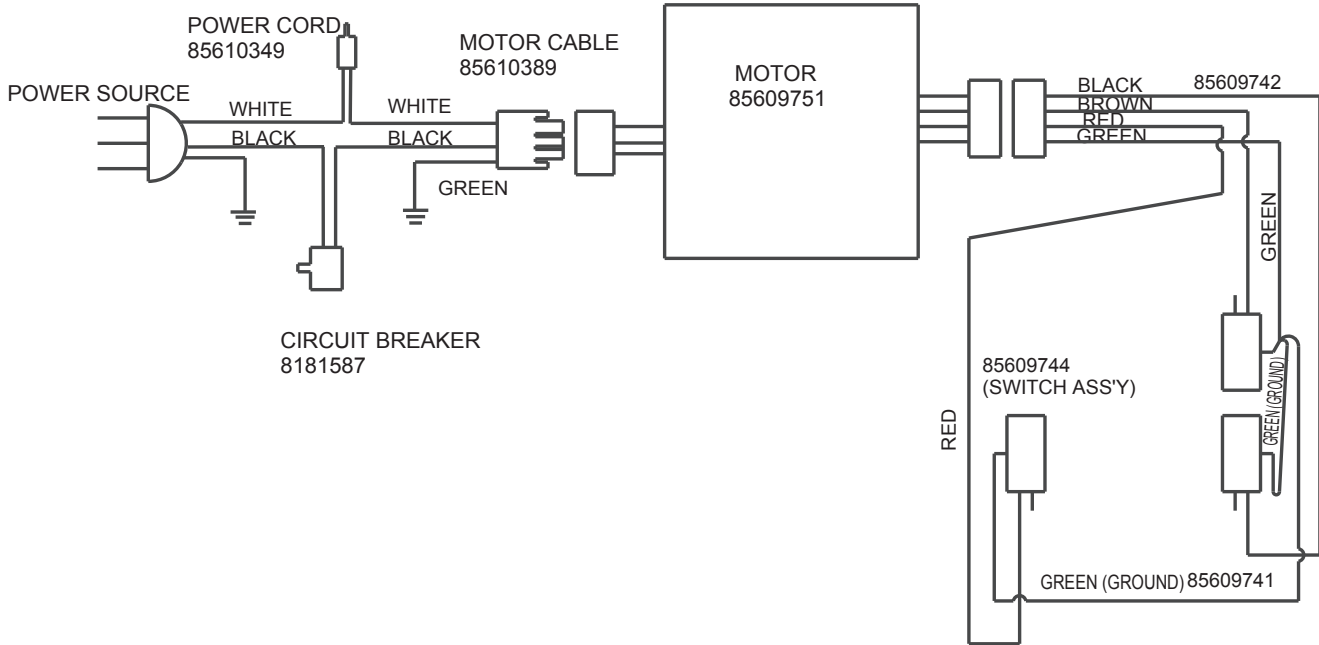 POWER CORD
85610349
MOTOR CABLE
85610389
MOTOR
85609751
POWER SOURCE
WHITE
WHITE
BLACK
BLACK
GREEN
BLACK
85609742
BROWN
RED
GREEN
GREEN
CIRCUIT BREAKER
8181587
85609744
(SWITCH ASS'Y)
RED
GREEN (GROUND)
GREEN (GROUND) 85609741